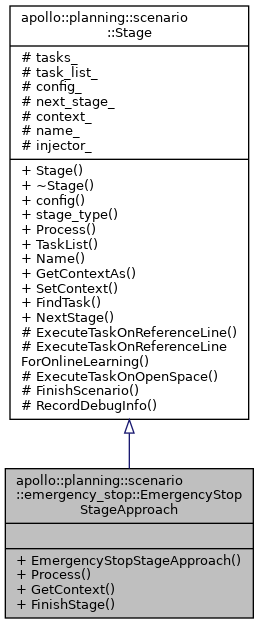 apollo::planning::scenario
::Stage
# tasks_
# task_list_
# config_
# next_stage_
# context_
# name_
# injector_
+ Stage()
+ ~Stage()
+ config()
+ stage_type()
+ Process()
+ TaskList()
+ Name()
+ GetContextAs()
+ SetContext()
+ FindTask()
+ NextStage()
# ExecuteTaskOnReferenceLine()
# ExecuteTaskOnReferenceLine
ForOnlineLearning()
# ExecuteTaskOnOpenSpace()
# FinishScenario()
# RecordDebugInfo()
apollo::planning::scenario
::emergency_stop::EmergencyStop
StageApproach
+ EmergencyStopStageApproach()
+ Process()
+ GetContext()
+ FinishStage()